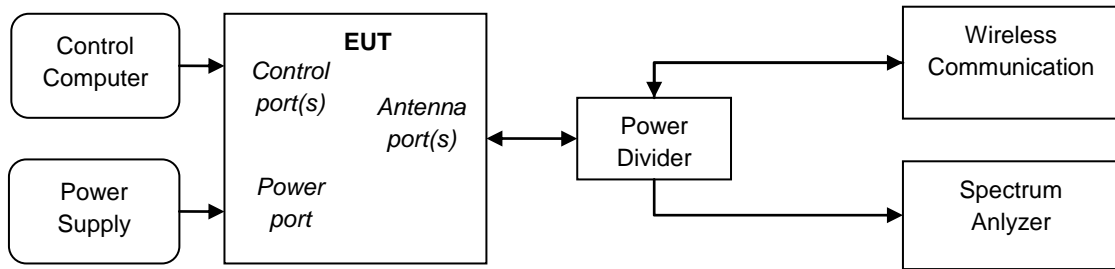 Control
Computer
Power
Supply
EUT
Control
port(s)
Antenna
port(s)
Power
port
Power
Divider
Wireless
Communication
Spectrum
Anlyzer